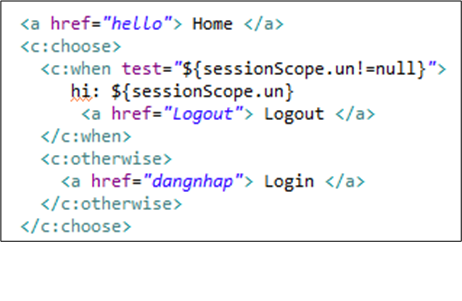 <a href="hello"> Home </a>
<c:choose>
<c:when test="${sessionScope.un!=null}">
hi: ${sessionScope.un}
<a href="Logout"> Logout </a>
</c:when>
<c:otherwise>
<a href="dangnhap"> Login </a>
</c:otherwise>
</c:choose>